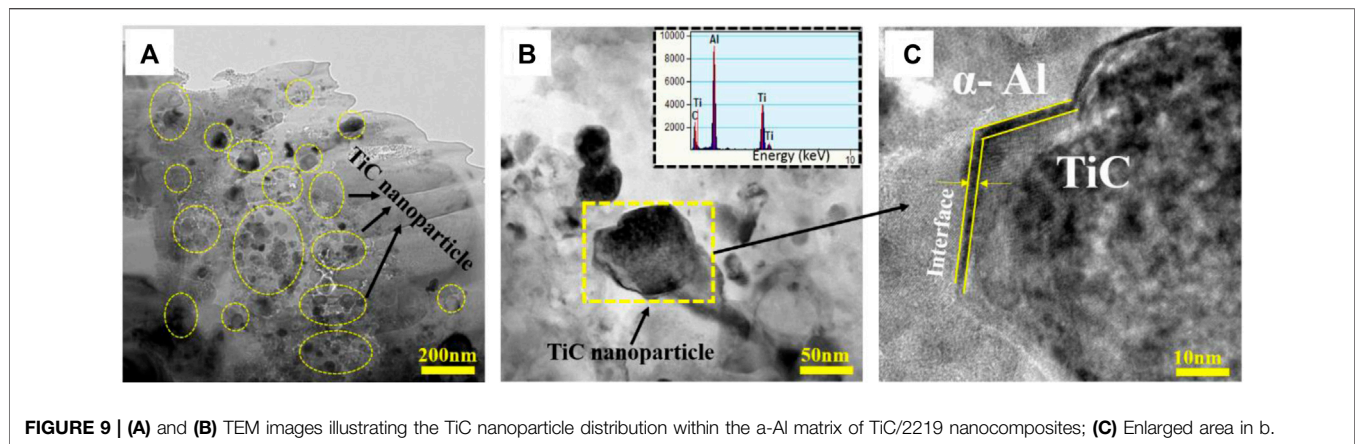 A
TiC nanoparticle
200nm
B
10000
8000
6000
4000
2000
Al
Ti
C
Ti
Ti
Energy (keV)
10
TiC nanoparticle
50nm
C
α- Al
TiC
Interface
10nm
FIGURE 9 | (A) and (B) TEM images illustrating the TiC nanoparticle distribution within the a-Al matrix of TiC/2219 nanocomposites; (C) Enlarged area in b.